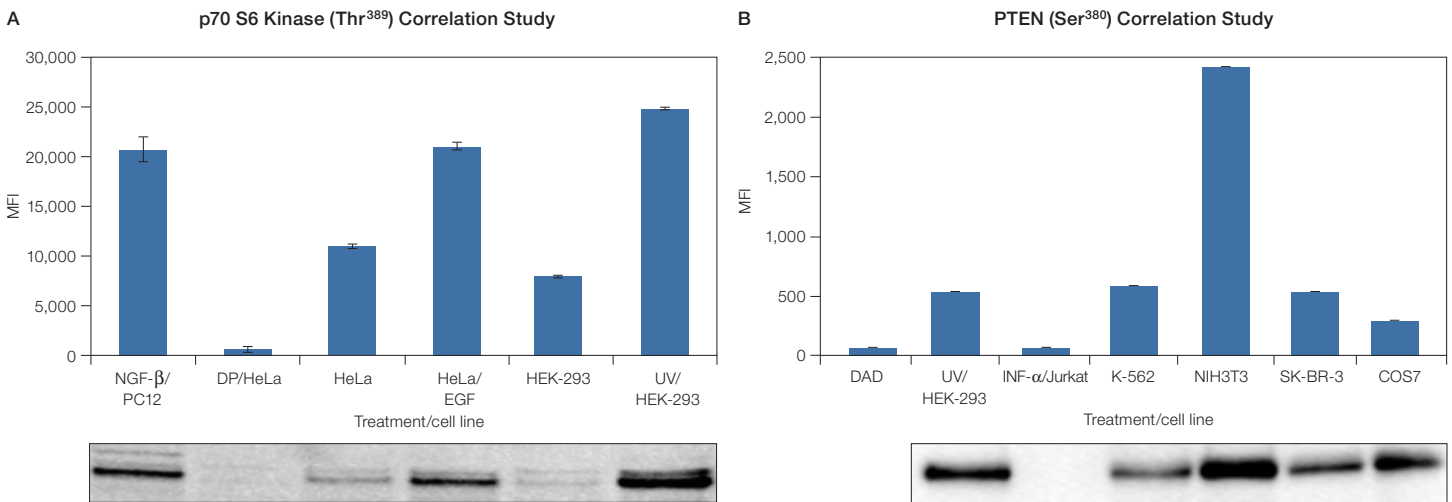 A
p70 S6 Kinase (Thr³⁸⁹) Correlation Study
30,000
25,000
20,000
15,000
10,000
5,000
0
MFI
NGF-β/
PC12
DP/HeLa
HeLa
HeLa/
EGF
HEK-293
UV/
HEK-293
Treatment/cell line
B
PTEN (Ser³⁸⁰) Correlation Study
2,500
2,000
1,500
1,000
500
0
MFI
DAD
UV/
HEK-293
INF-α/Jurkat
K-562
NIH3T3
SK-BR-3
COS7
Treatment/cell line